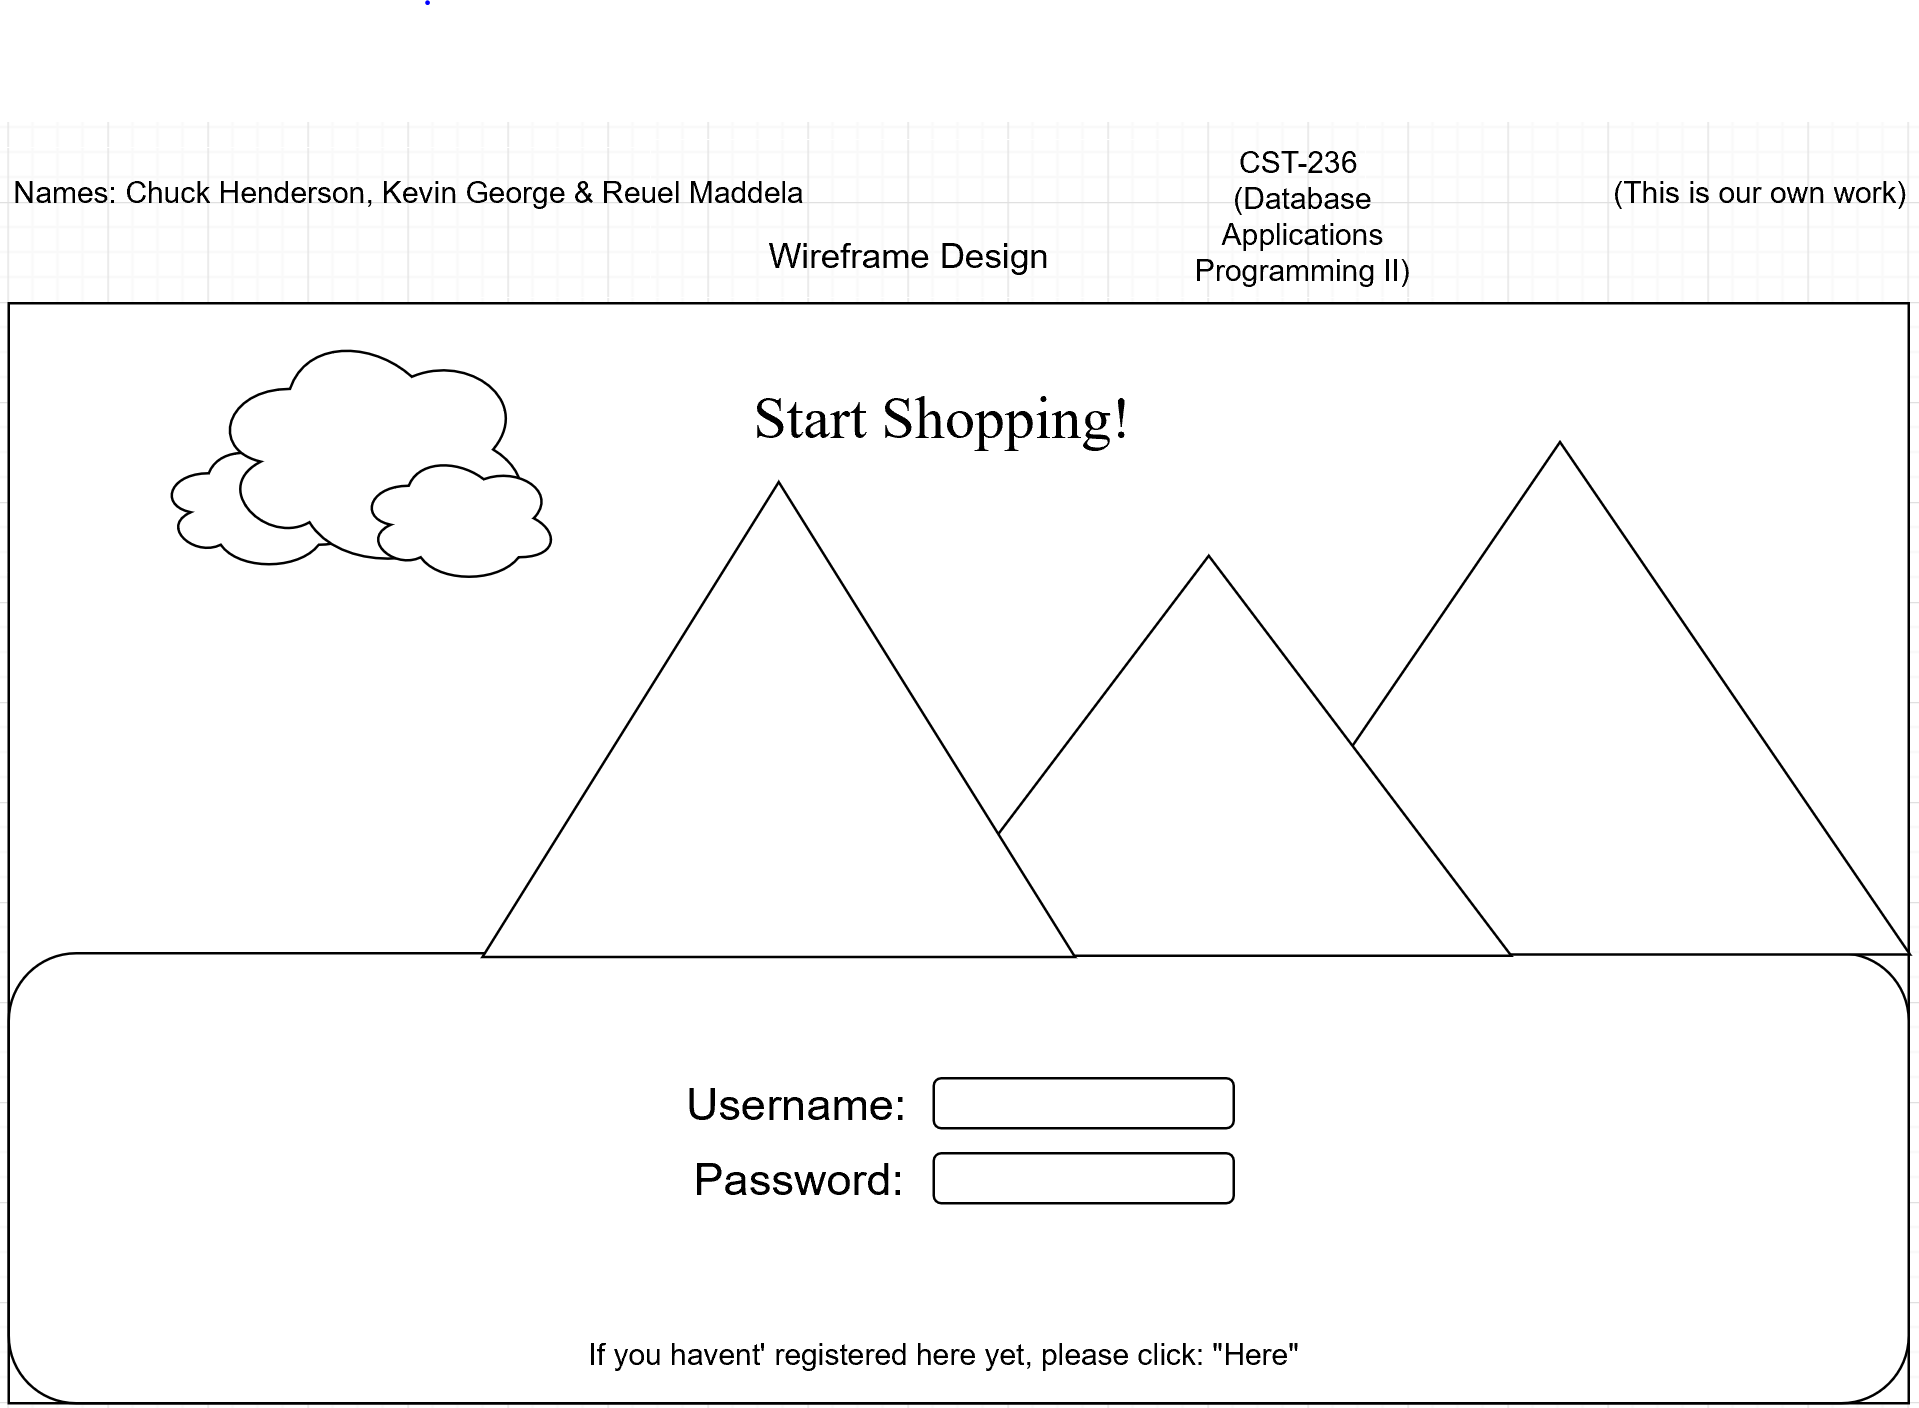 Names: Chuck Henderson, Kevin George & Reuel Maddela
CST-236
(Database
Applications
Programming II)
(This is our own work)
Wireframe Design
Start Shopping!
Username:
Password:
If you havent' registered here yet, please click: "Here"